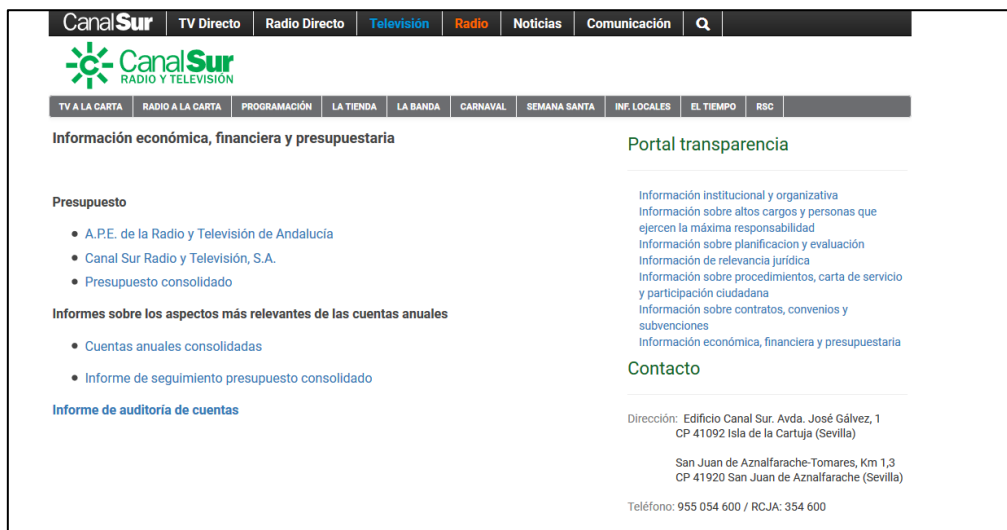 CanalSur TV Directo Radio Directo Televisión Radio Noticias Comunicación
CanalSur
RADIO Y TELEVISIÓN
TV A LA CARTA RADIO A LA CARTA PROGRAMACIÓN LA TIENDA LA BANDA CARNAVAL SEMANA SANTA INF. LOCALES EL TIEMPO RSC
Información económica, financiera y presupuestaria
Presupuesto
A.P.E. de la Radio y Televisión de Andalucía
Canal Sur Radio y Televisión, S.A.
Presupuesto consolidado
Informes sobre los aspectos más relevantes de las cuentas anuales
Cuentas anuales consolidadas
Informe de seguimiento presupuesto consolidado
Informe de auditoría de cuentas
Portal transparencia
Información institucional y organizativa
Información sobre altos cargos y personas que
ejercen la máxima responsabilidad
Información sobre planificacion y evaluación
Información de relevancia jurídica
Información sobre procedimientos, carta de servicio
y participación ciudadana
Información sobre contratos, convenios y
subvenciones
Información económica, financiera y presupuestaria
Contacto
Dirección: Edificio Canal Sur. Avda. José Gálvez, 1
CP 41092 Isla de la Cartuja (Sevilla)
San Juan de Aznalfarache-Tomares, Km 1,3
CP 41920 San Juan de Aznalfarache (Sevilla)
Teléfono: 955 054 600 / RCJA: 354 600